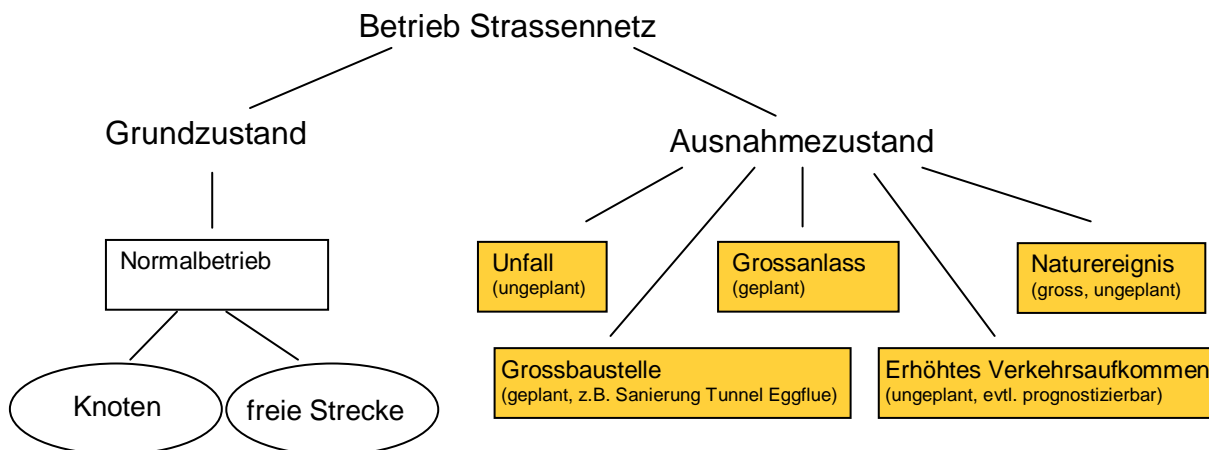 Betrieb Strassennetz
Grundzustand
Ausnahmezustand
Normalbetrieb
Unfall
(ungeplant)
Grossanlass
(geplant)
Naturereignis
(gross, ungeplant)
Grossbaustelle
(geplant, z.B. Sanierung Tunnel Eggflue)
Erhöhtes Verkehrsaufkommen
(ungeplant, evtl. prognostizierbar)
Knoten
freie Strecke